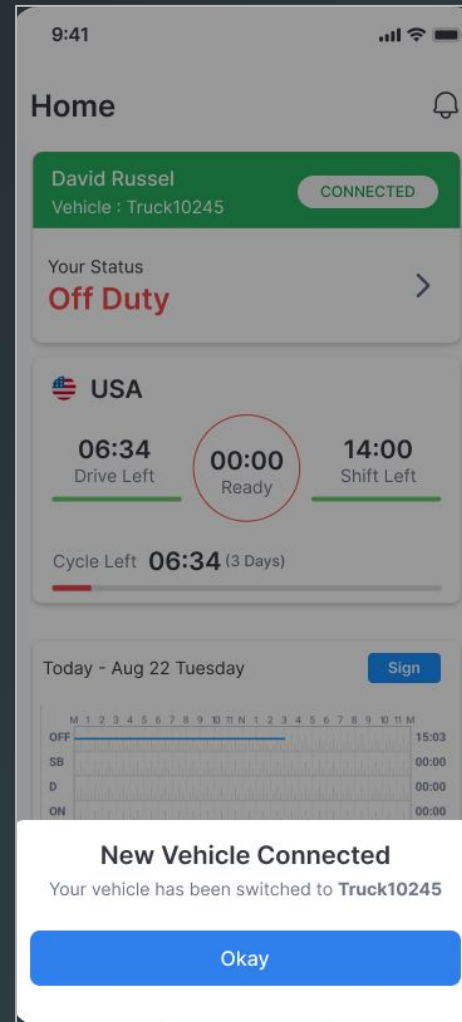 9:41
Home
David Russel
Vehicle : Truck10245
CONNECTED
Your Status
Off Duty
USA
06:34
Drive Left
00:00
Ready
14:00
Shift Left
Cycle Left 06:34 (3 Days)
Today - Aug 22 Tuesday
Sign
M 1 2 3 4 5 6 7 8 9 10 11 N 1 2 3 4 5 6 7 8 9 10 11 M
OFF 15:03
SB 00:00
D 00:00
ON 00:00
New Vehicle Connected
Your vehicle has been switched to Truck10245
Okay